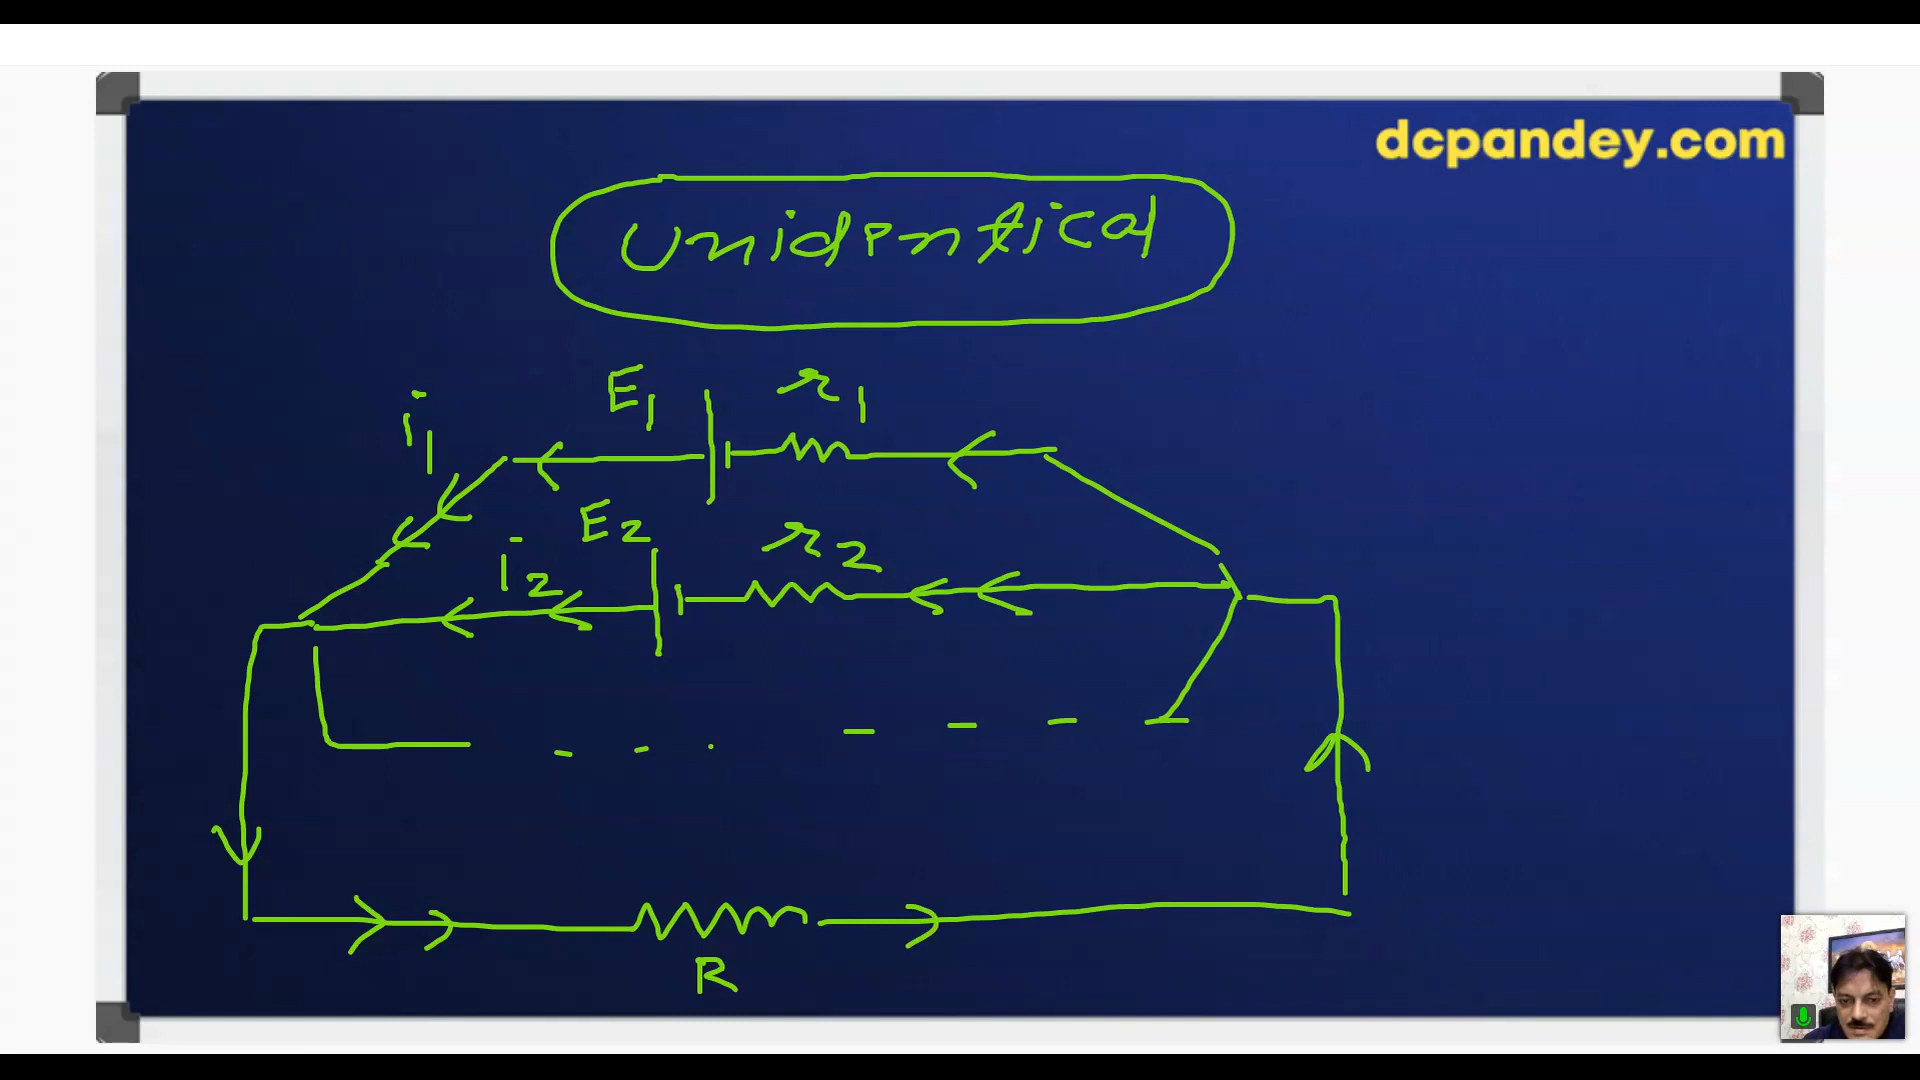 dcpandey.com
Unidentical
E1 r1
i1
E2 r2
i2
R